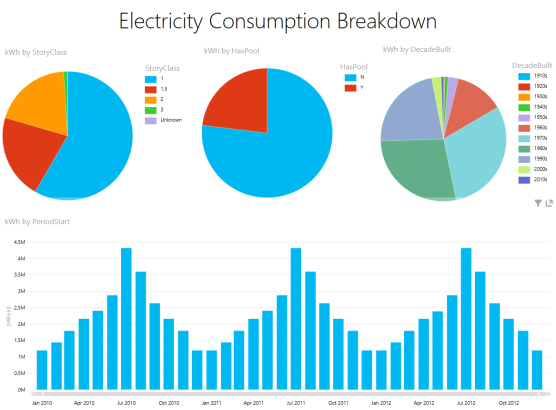 Electricity Consumption Breakdown
kWh by StoryClass
StoryClass
1
1.5
2
3
Unknown
kWh by HasPool
HasPool
N
Y
kWh by DecadeBuilt
DecadeBuilt
1910s
1920s
1930s
1940s
1950s
1960s
1970s
1980s
1990s
2000s
2010s
kWh by PeriodStart
(Million)
4.5M
4M
3.5M
3M
2.5M
2M
1.5M
1M
0.5M
0M
Jan 2010 Apr 2010 Jul 2010 Oct 2010 Jan 2011 Apr 2011 Jul 2011 Oct 2011 Jan 2012 Apr 2012 Jul 2012 Oct 2012